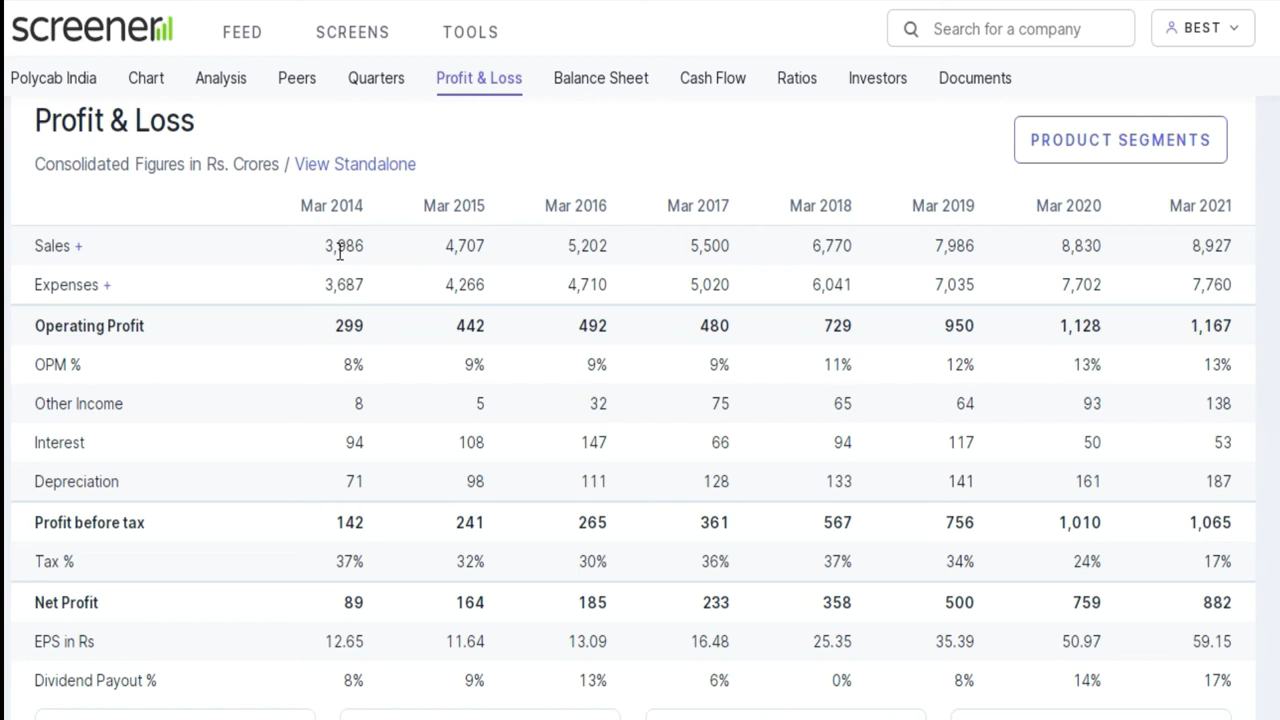 screener FEED SCREENS TOOLS Search for a company BEST
Polycab India Chart Analysis Peers Quarters Profit & Loss Balance Sheet Cash Flow Ratios Investors Documents
Profit & Loss
PRODUCT SEGMENTS
Consolidated Figures in Rs. Crores / View Standalone
Mar 2014 Mar 2015 Mar 2016 Mar 2017 Mar 2018 Mar 2019 Mar 2020 Mar 2021
Sales + 3,986 4,707 5,202 5,500 6,770 7,986 8,830 8,927
Expenses + 3,687 4,266 4,710 5,020 6,041 7,035 7,702 7,760
Operating Profit 299 442 492 480 729 950 1,128 1,167
OPM % 8% 9% 9% 9% 11% 12% 13% 13%
Other Income 8 5 32 75 65 64 93 138
Interest 94 108 147 66 94 117 50 53
Depreciation 71 98 111 128 133 141 161 187
Profit before tax 142 241 265 361 567 756 1,010 1,065
Tax % 37% 32% 30% 36% 37% 34% 24% 17%
Net Profit 89 164 185 233 358 500 759 882
EPS in Rs 12.65 11.64 13.09 16.48 25.35 35.39 50.97 59.15
Dividend Payout % 8% 9% 13% 6% 0% 8% 14% 17%